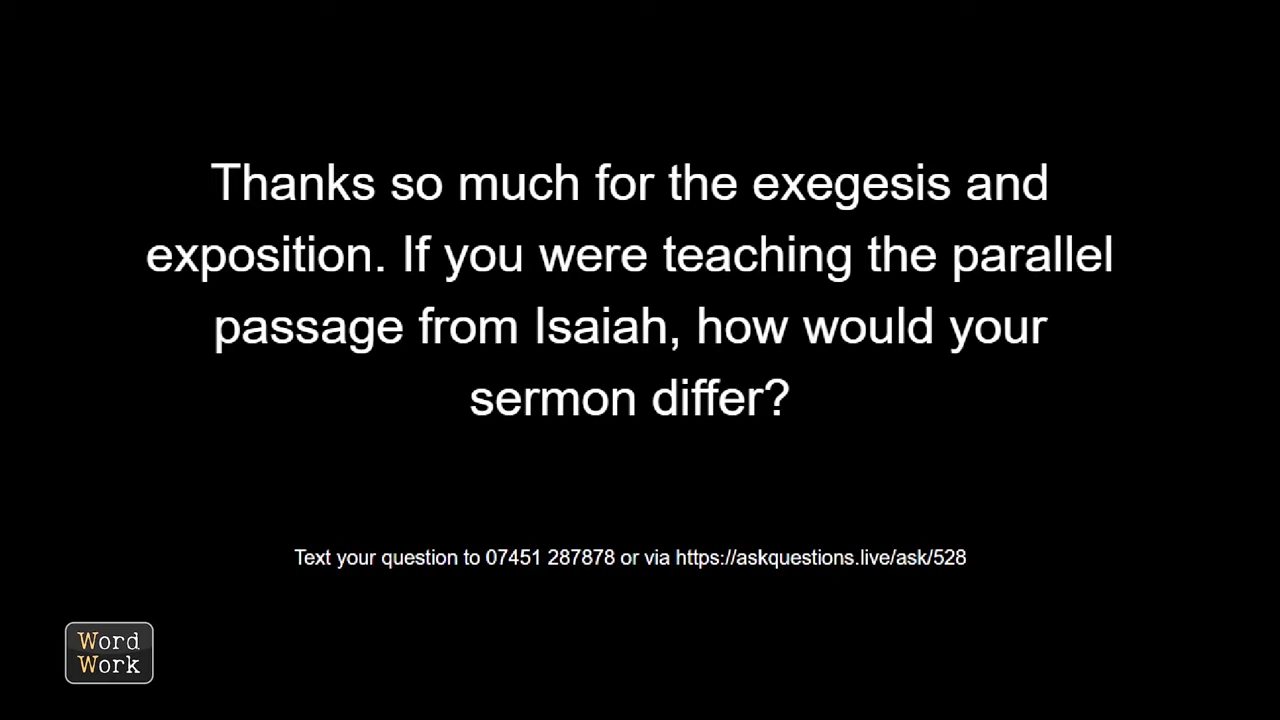 Thanks so much for the exegesis and
exposition. If you were teaching the parallel
passage from Isaiah, how would your
sermon differ?
Text your question to 07451 287878 or via https://askquestions.live/ask/528
Word
Work